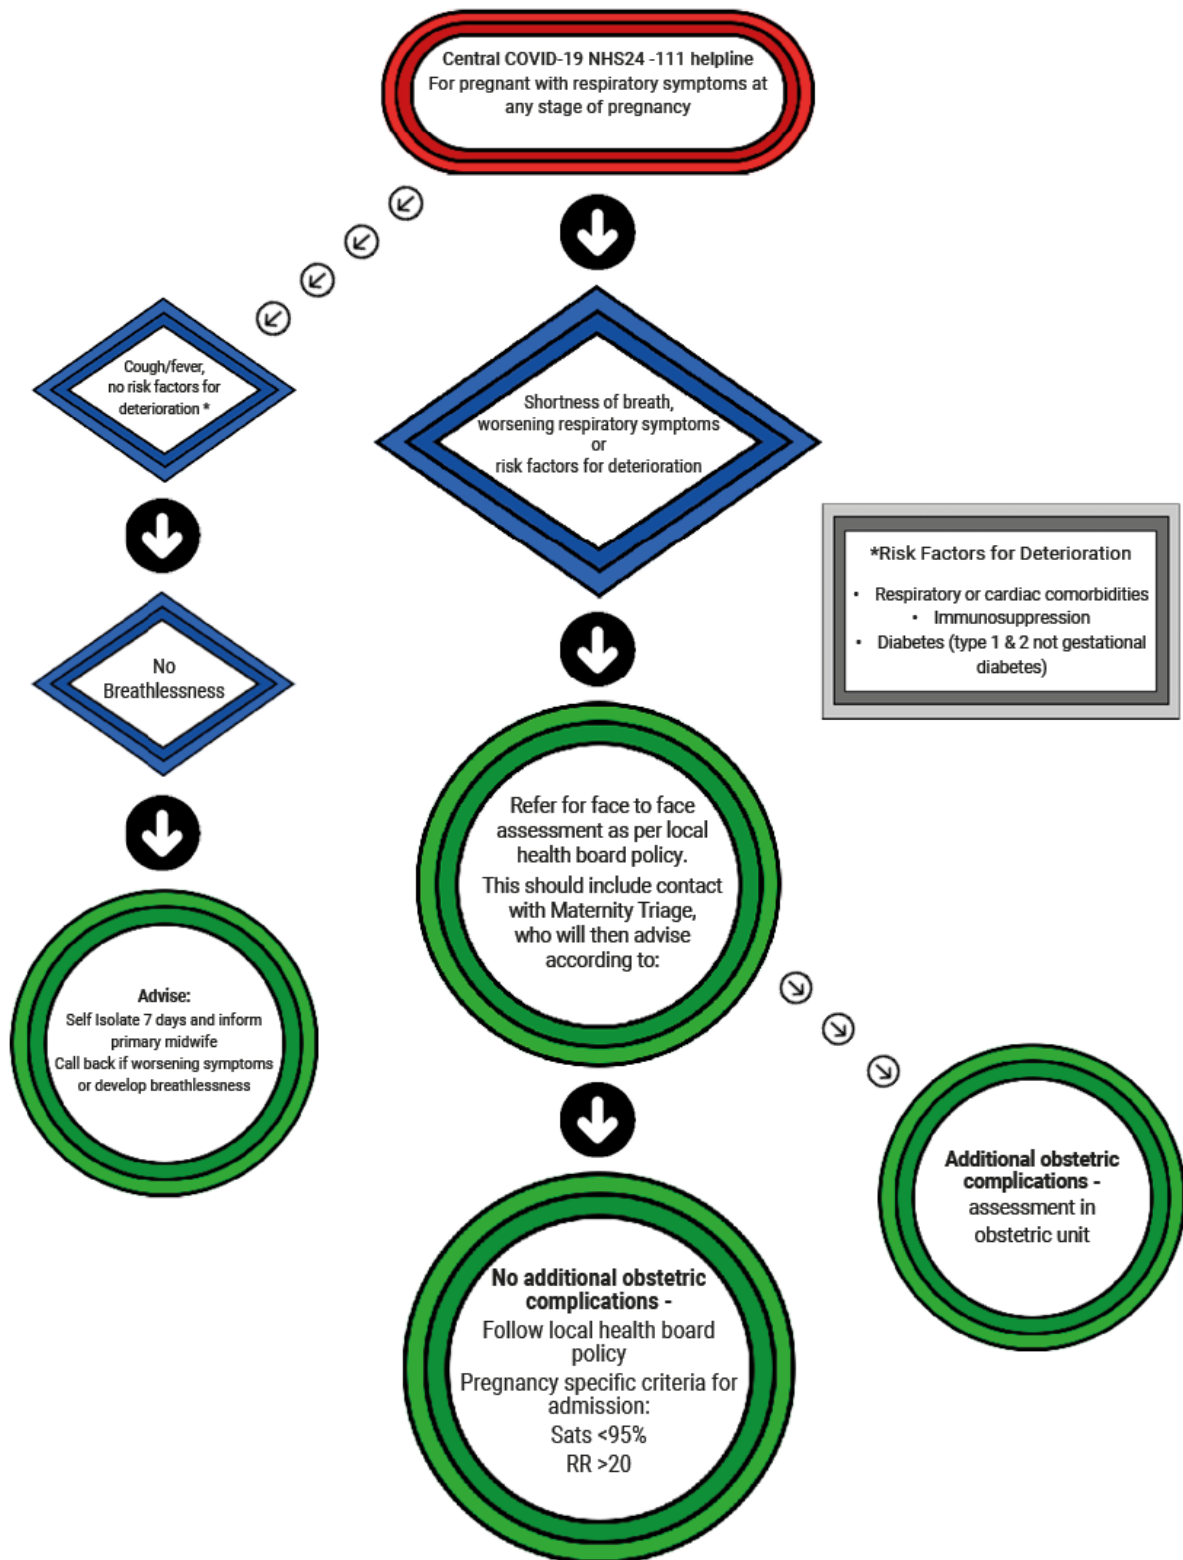 Central COVID-19 NHS24 -111 helpline
For pregnant with respiratory symptoms at
any stage of pregnancy
Cough/fever,
no risk factors for
deterioration *
Shortness of breath,
worsening respiratory symptoms
or
risk factors for deterioration
*Risk Factors for Deterioration
• Respiratory or cardiac comorbidities
• Immunosuppression
• Diabetes (type 1 & 2 not gestational
diabetes)
No
Breathlessness
Refer for face to face
assessment as per local
health board policy.
This should include contact
with Maternity Triage,
who will then advise
according to:
Advise:
Self Isolate 7 days and inform
primary midwife
Call back if worsening symptoms
or develop breathlessness
Additional obstetric
complications -
assessment in
obstetric unit
No additional obstetric
complications -
Follow local health board
policy
Pregnancy specific criteria for
admission:
Sats <95%
RR >20